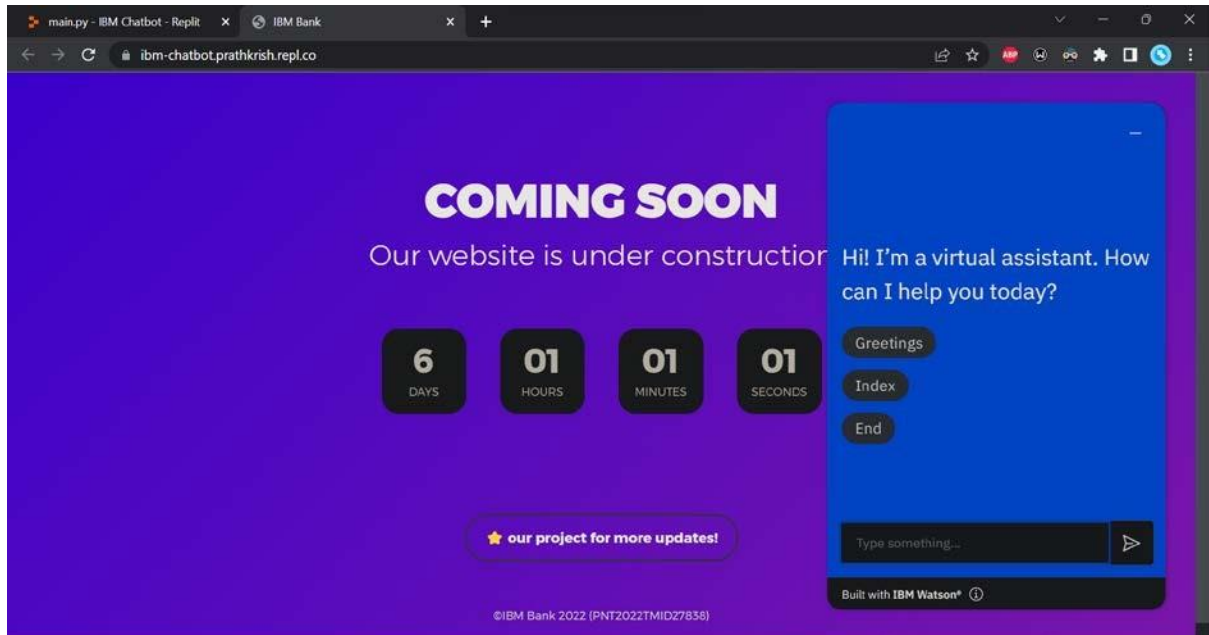 main.py - IBM Chatbot - Replit
IBM Bank
ibm-chatbot.prathkrish.repl.co
ABP
COMING SOON
Our website is under construction
6
DAYS
01
HOURS
01
MINUTES
01
SECONDS
our project for more updates!
©IBM Bank 2022 (PNT2022TMID27838)
Hi! I'm a virtual assistant. How
can I help you today?
Greetings
Index
End
Type something...
Built with IBM Watson®